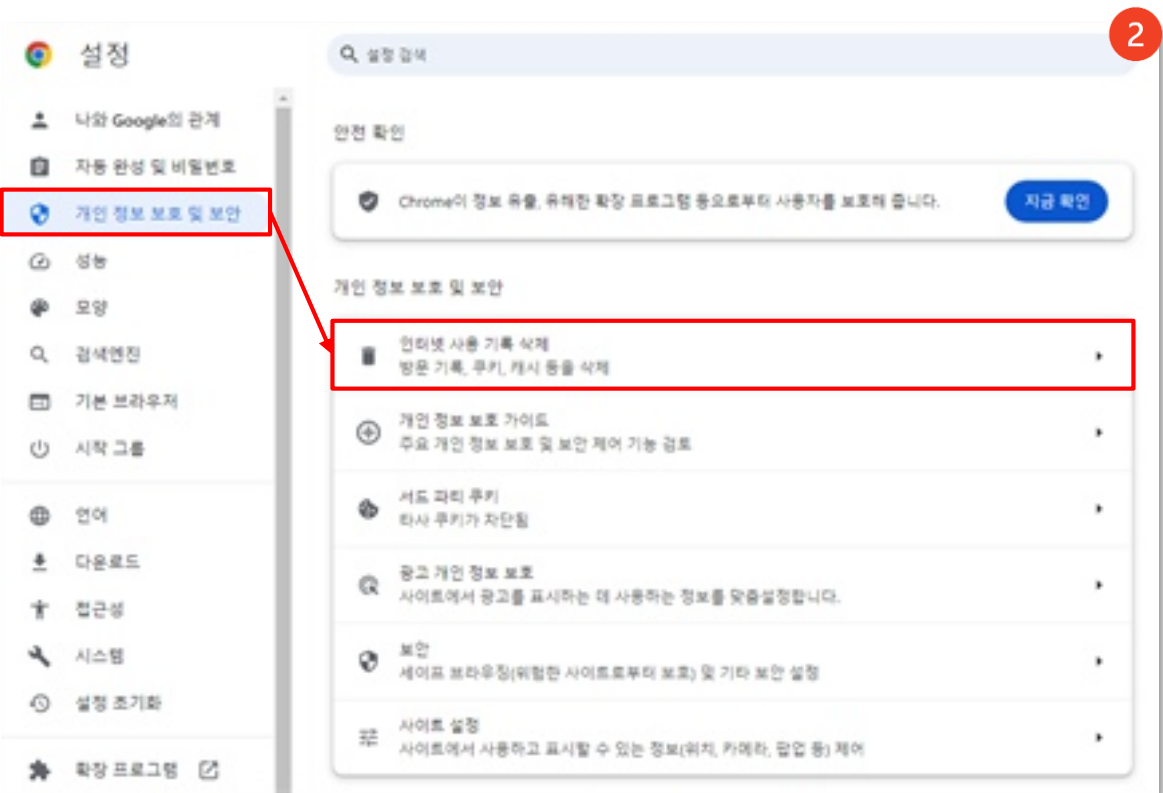 2
설정
설정 검색
나와 Google의 관계
자동 완성 및 비밀번호
개인 정보 보호 및 보안
성능
모양
검색엔진
기본 브라우저
시작 그룹
언어
다운로드
접근성
시스템
설정 초기화
확장 프로그램
안전 확인
Chrome이 정보 유출, 유해한 확장 프로그램 등으로부터 사용자를 보호해 줍니다.
지금 확인
개인 정보 보호 및 보안
인터넷 사용 기록 삭제
방문 기록, 쿠키, 캐시 등을 삭제
개인 정보 보호 가이드
주요 개인 정보 보호 및 보안 제어 기능 검토
서드 파티 쿠키
타사 쿠키가 차단됨
광고 개인 정보 보호
사이트에서 광고를 표시하는 데 사용하는 정보를 맞춤설정합니다.
보안
세이프 브라우징(위험한 사이트로부터 보호) 및 기타 보안 설정
사이트 설정
사이트에서 사용하고 표시할 수 있는 정보(위치, 카메라, 팝업 등) 제어